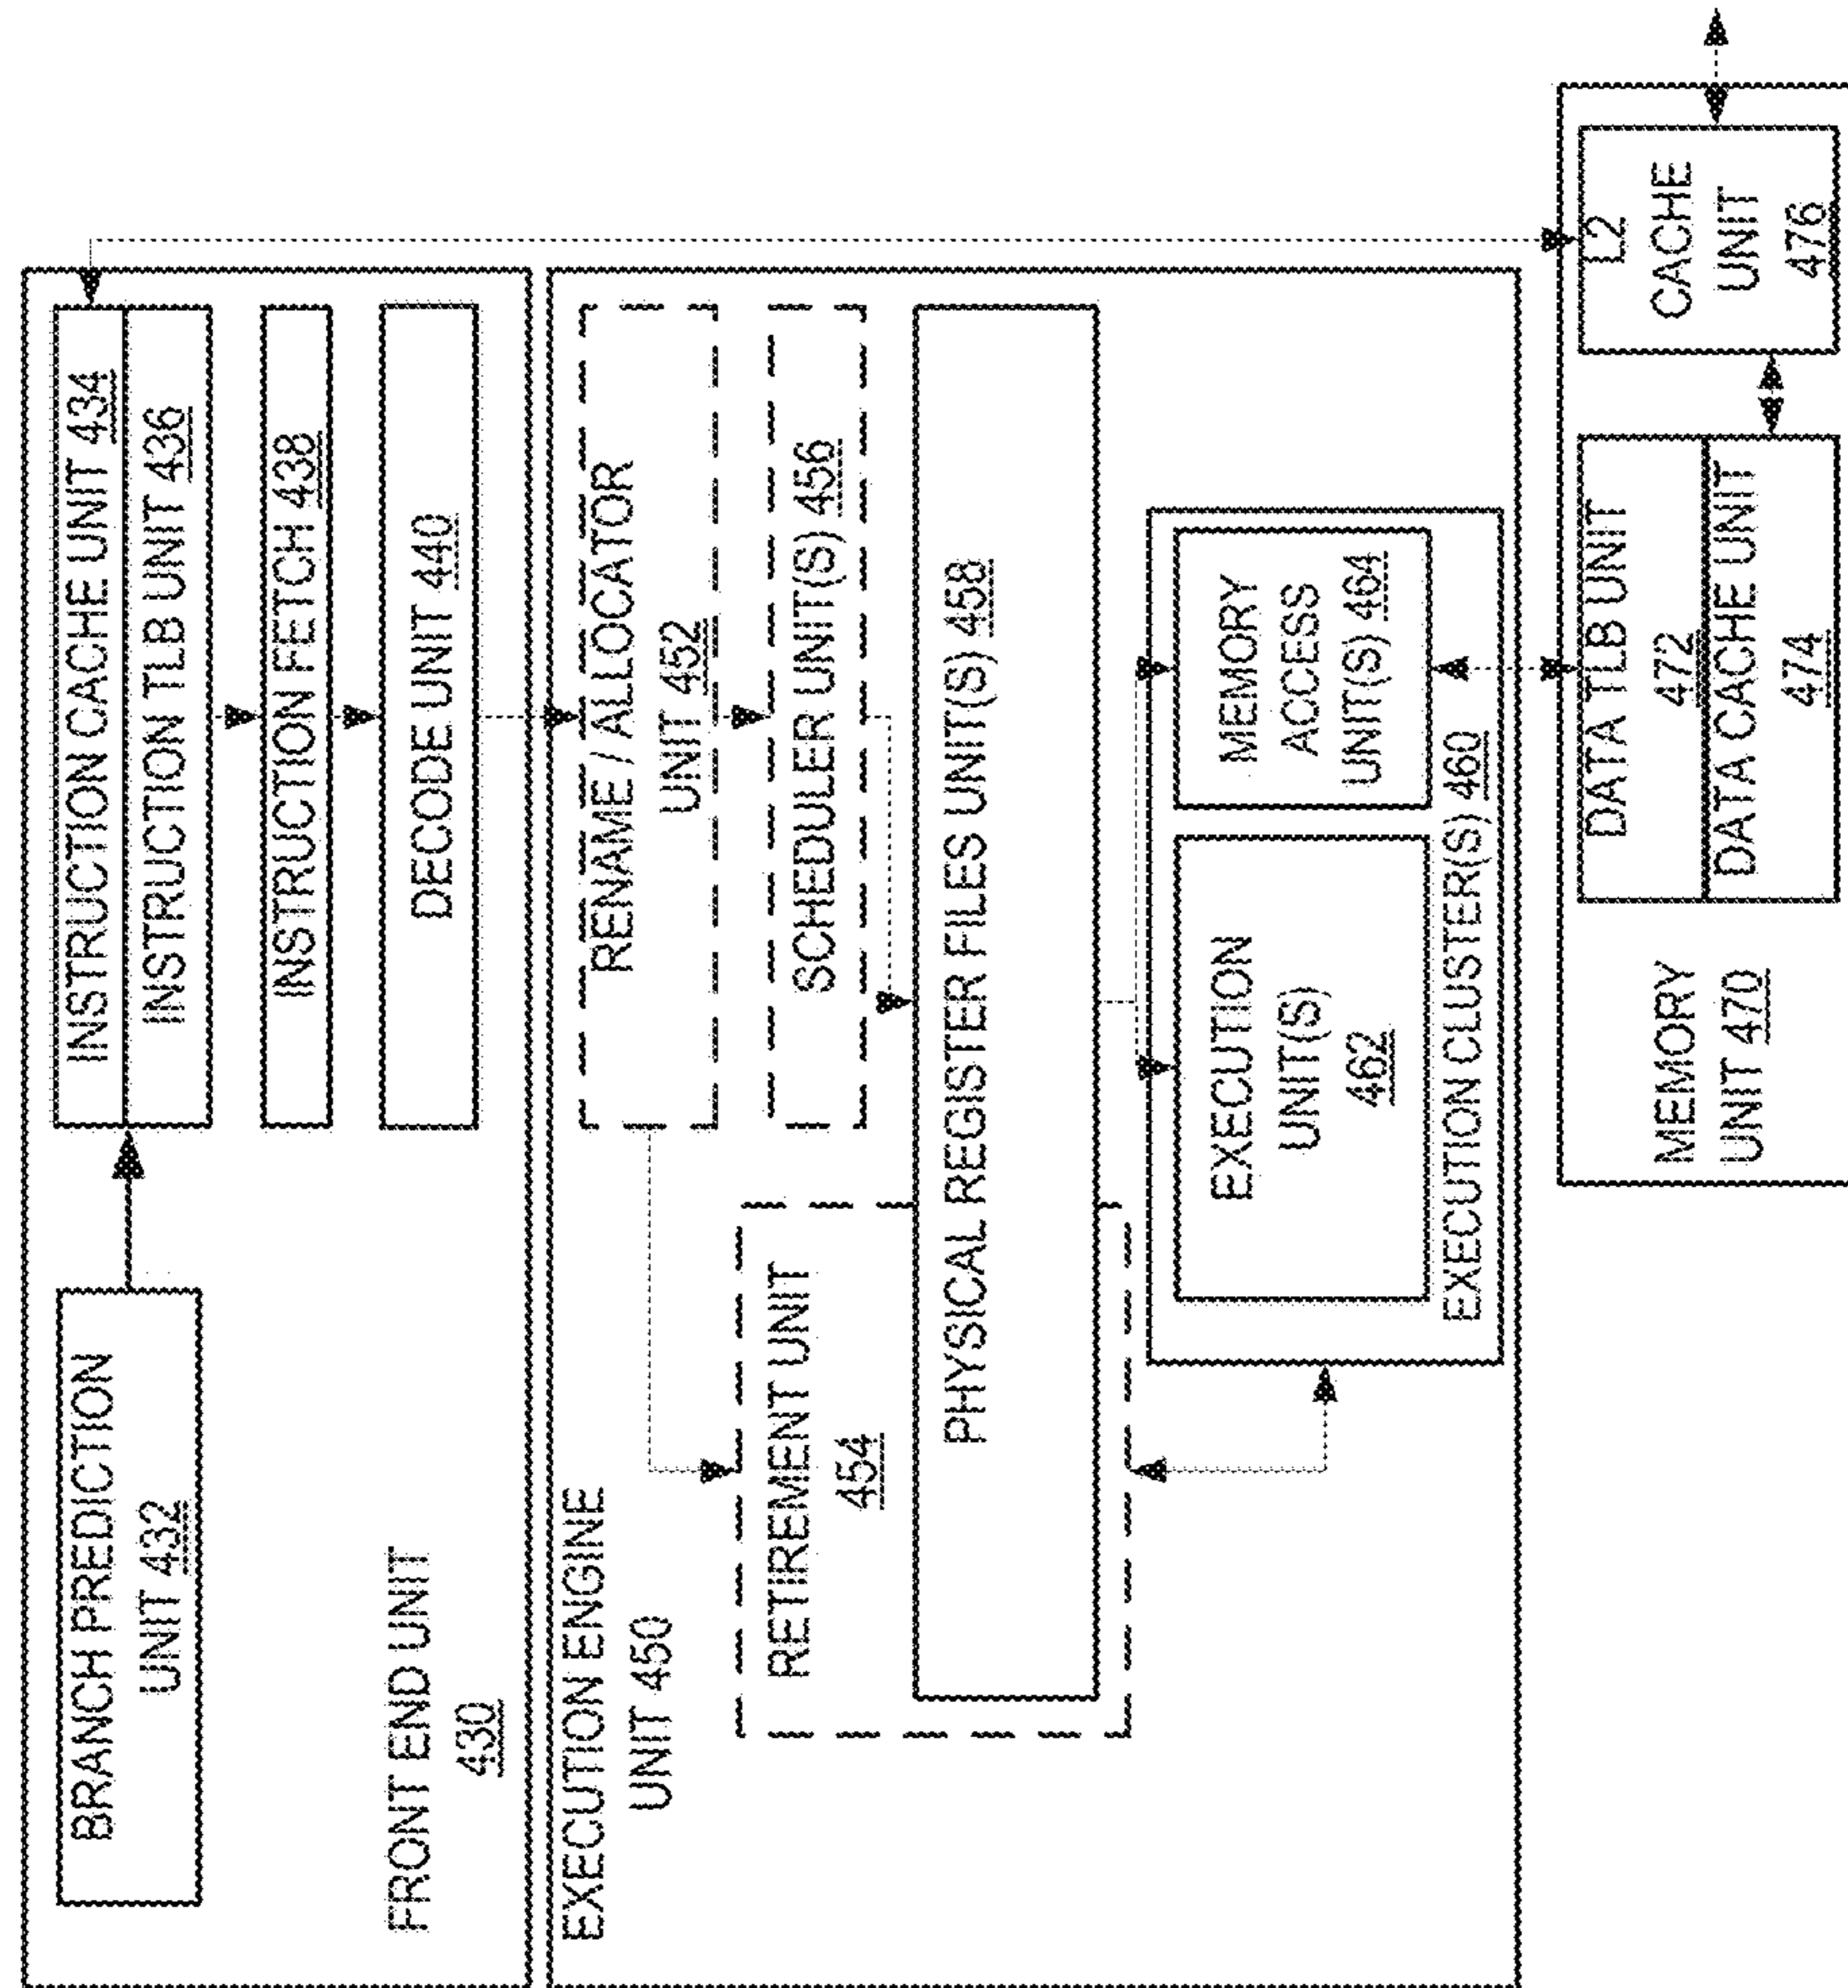 BRANCH PREDICTION
UNIT 432
INSTRUCTION CACHE UNIT 434
INSTRUCTION TLB UNIT 436
INSTRUCTION FETCH 438
DECODE UNIT 440
FRONT END UNIT
430
EXECUTION ENGINE
UNIT 450
RENAME / ALLOCATOR
UNIT 452
RETIREMENT UNIT
454
SCHEDULER UNIT(S) 456
PHYSICAL REGISTER FILES UNIT(S) 458
EXECUTION
UNIT(S)
462
MEMORY
ACCESS
UNIT(S) 464
EXECUTION CLUSTER(S) 460
MEMORY
UNIT 470
DATA TLB UNIT
472
DATA CACHE UNIT
474
L2
CACHE
UNIT
476